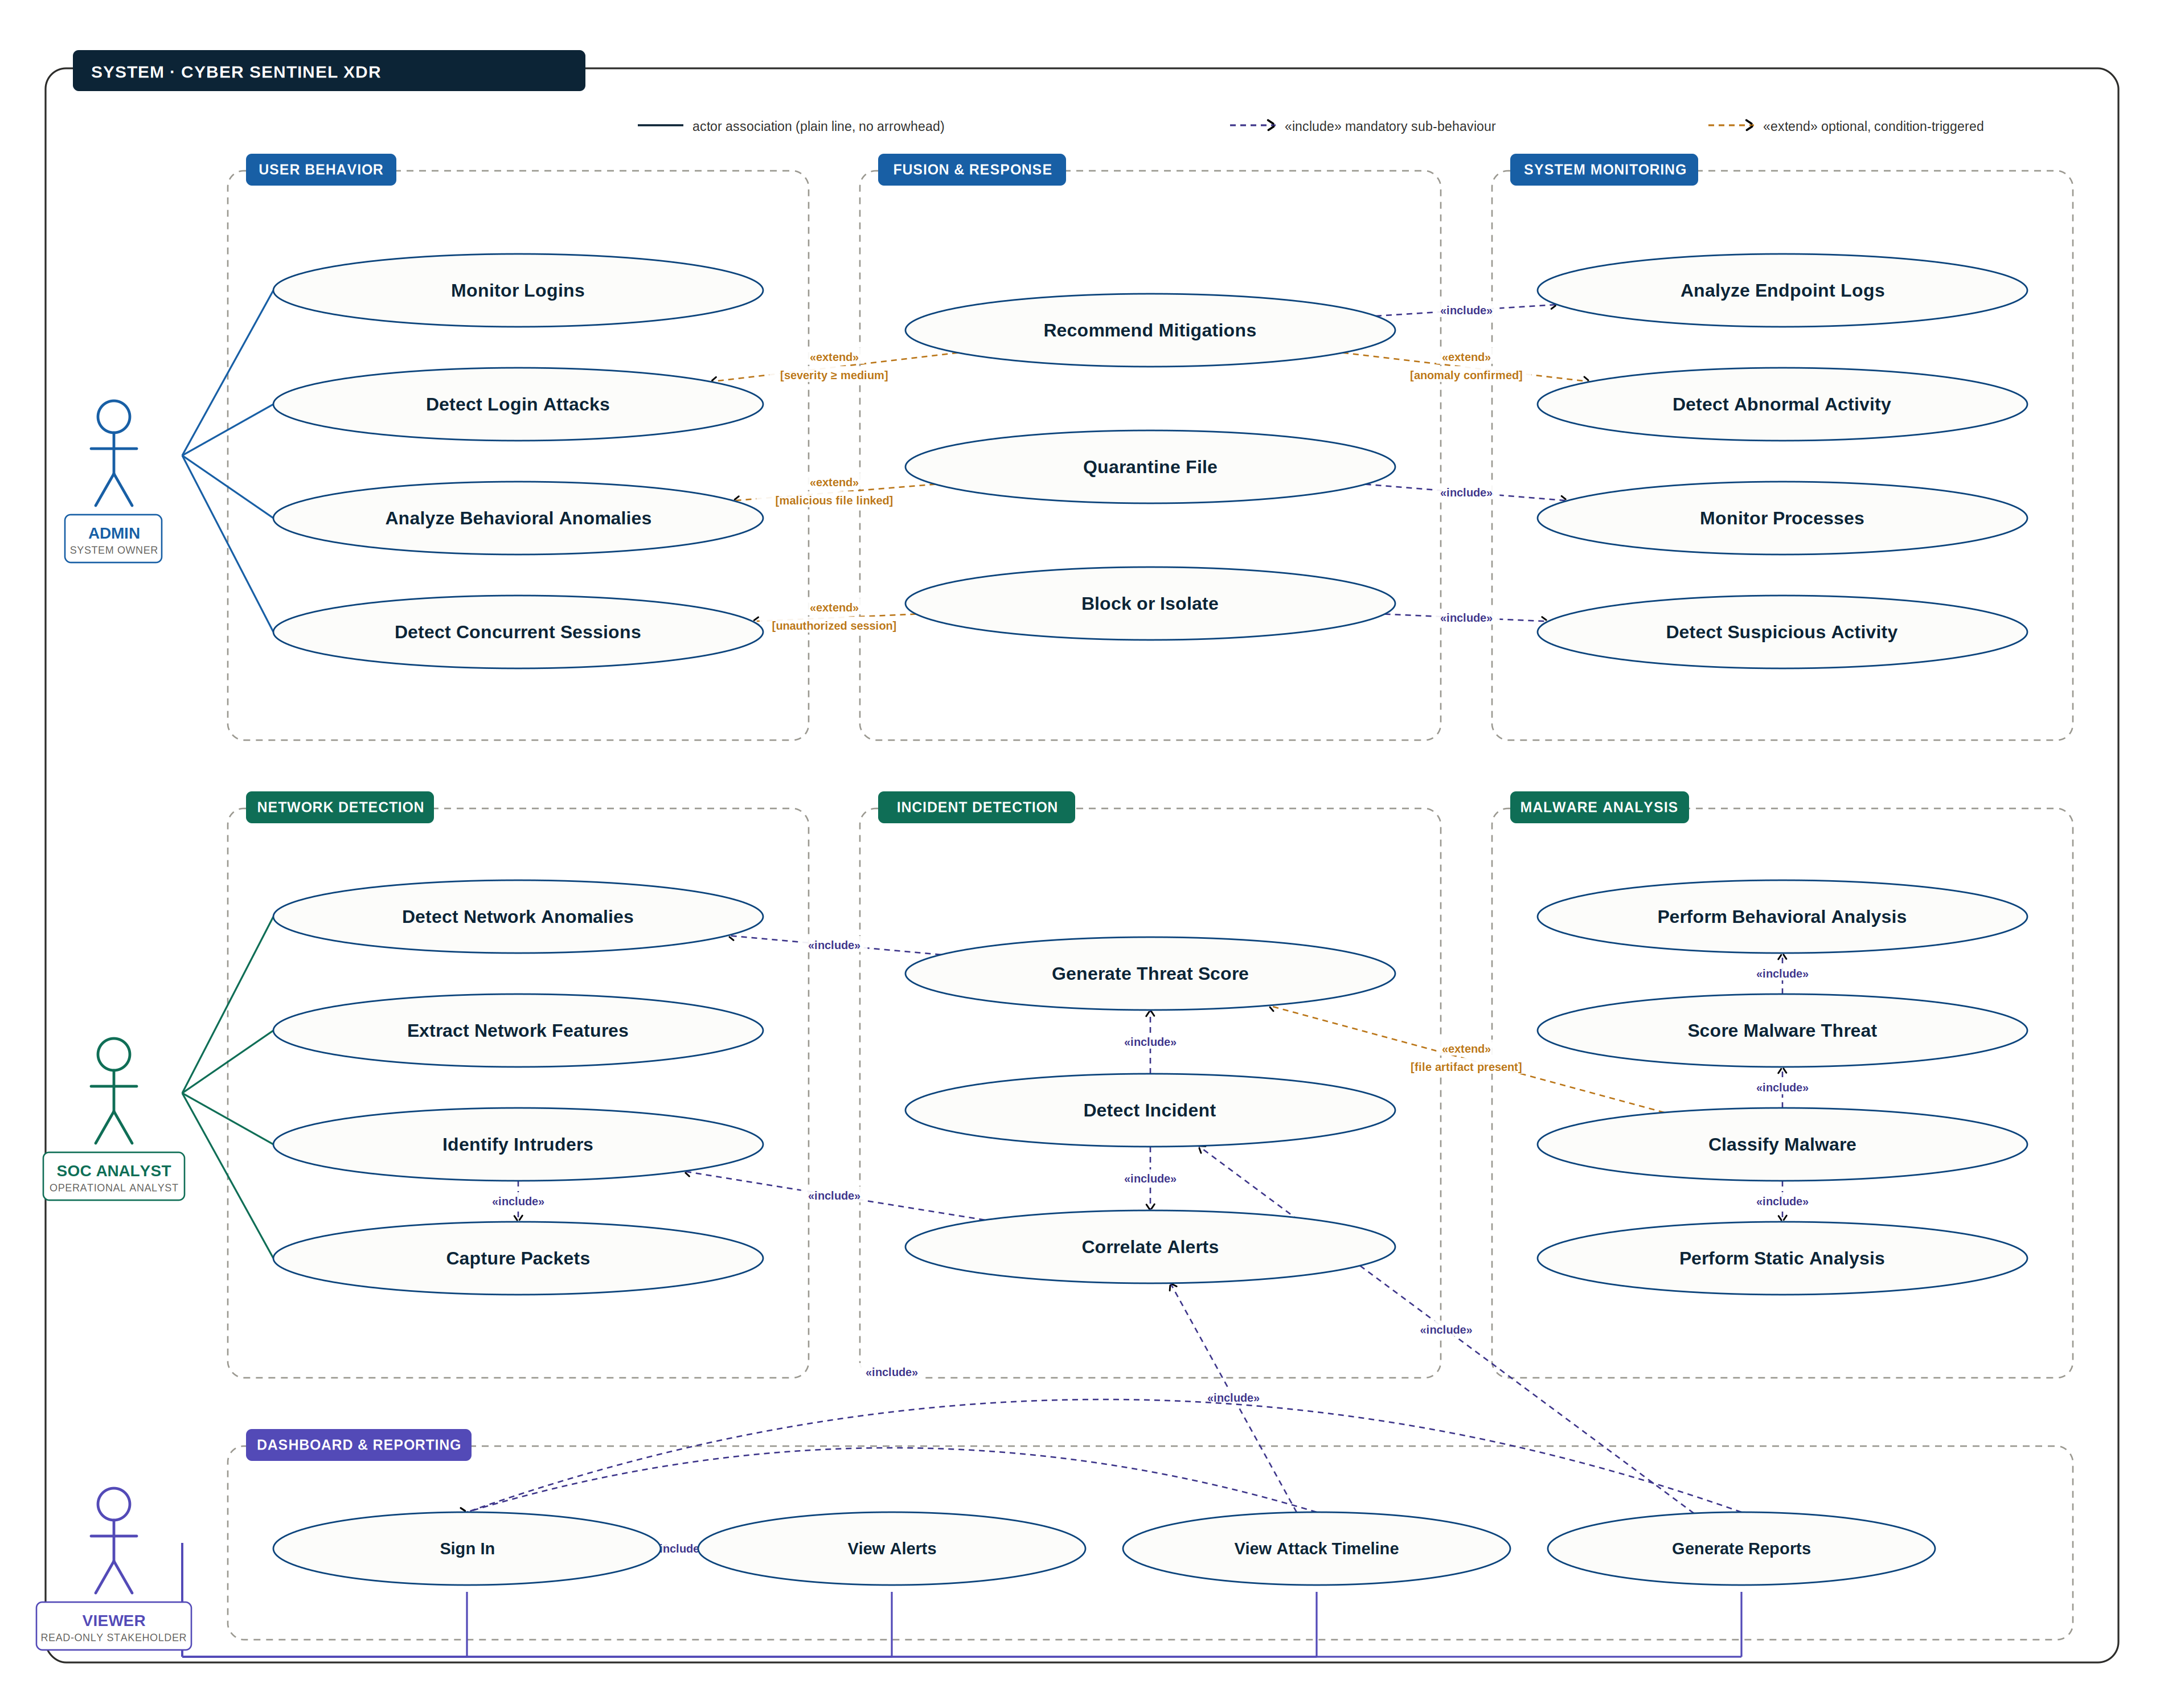 SYSTEM · CYBER SENTINEL XDR
actor association (plain line, no arrowhead)
«include» mandatory sub-behaviour
«extend» optional, condition-triggered
USER BEHAVIOR
FUSION & RESPONSE
SYSTEM MONITORING
Monitor Logins
Detect Login Attacks
Analyze Behavioral Anomalies
Detect Concurrent Sessions
«extend»
[severity ≥ medium]
«extend»
[malicious file linked]
«extend»
[unauthorized session]
Recommend Mitigations
Quarantine File
Block or Isolate
«include»
«extend»
[anomaly confirmed]
«include»
«include»
Analyze Endpoint Logs
Detect Abnormal Activity
Monitor Processes
Detect Suspicious Activity
ADMIN
SYSTEM OWNER
NETWORK DETECTION
INCIDENT DETECTION
MALWARE ANALYSIS
Detect Network Anomalies
Extract Network Features
Identify Intruders
«include»
Capture Packets
«include»
«include»
Generate Threat Score
«include»
Detect Incident
«include»
Correlate Alerts
«extend»
[file artifact present]
Perform Behavioral Analysis
«include»
Score Malware Threat
«include»
Classify Malware
«include»
Perform Static Analysis
SOC ANALYST
OPERATIONAL ANALYST
«include»
«include»
«include»
DASHBOARD & REPORTING
Sign In
include
View Alerts
View Attack Timeline
Generate Reports
VIEWER
READ-ONLY STAKEHOLDER